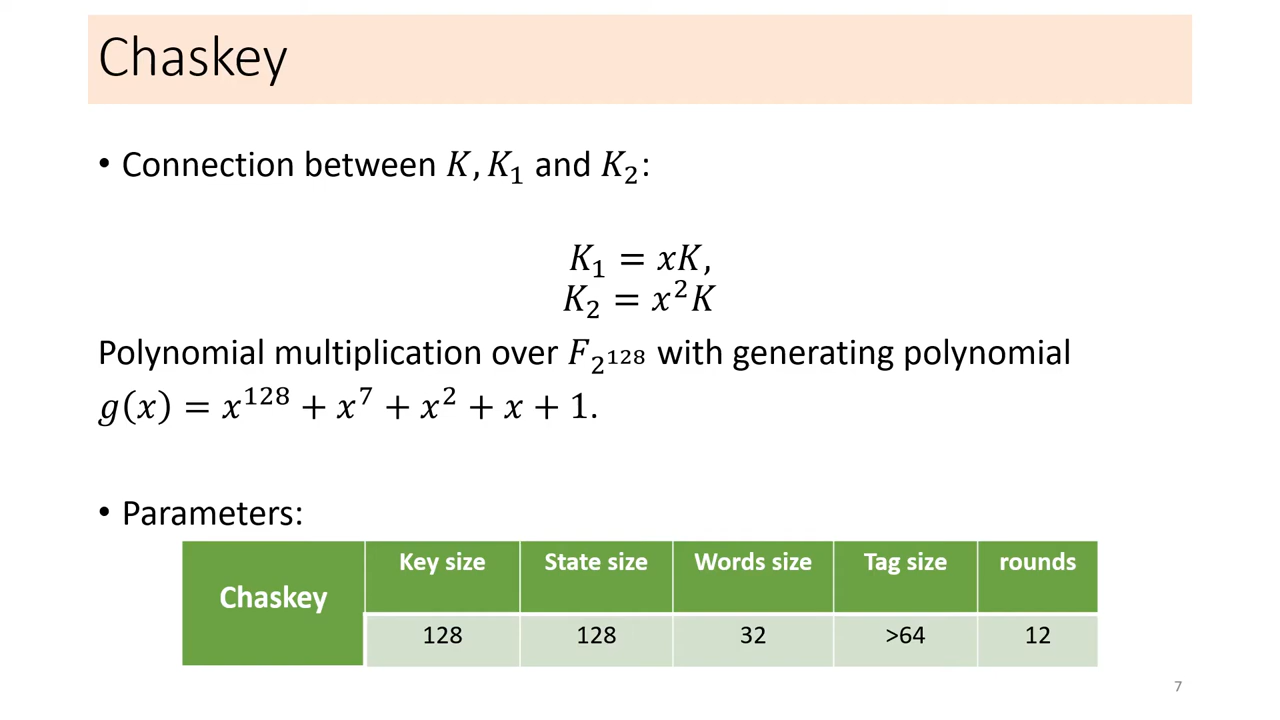 Chaskey
• Connection between K, K₁ and K₂:
K₁ = xK,
K₂ = x²K
Polynomial multiplication over F₂¹²⁸ with generating polynomial
g(x) = x¹²⁸ + x⁷ + x² + x + 1.
• Parameters:
Chaskey Key size State size Words size Tag size rounds
128 128 32 >64 12
7